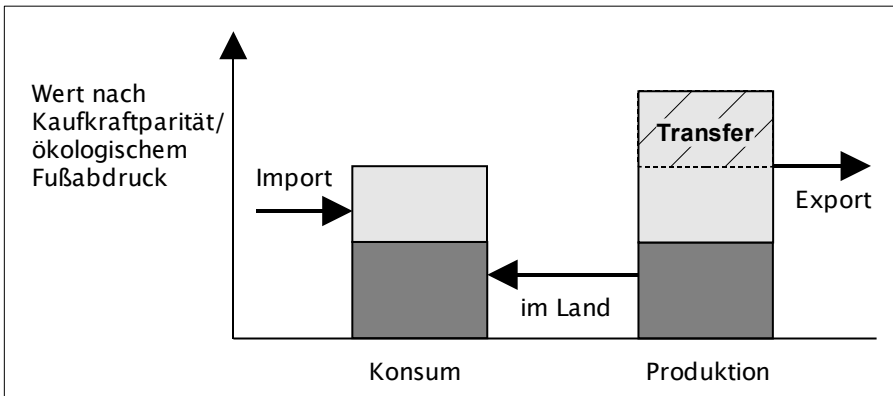 Wert nach
Kaufkraftparität/
ökologischem
Fußabdruck
Import
im Land
Transfer
Export
Konsum
Produktion